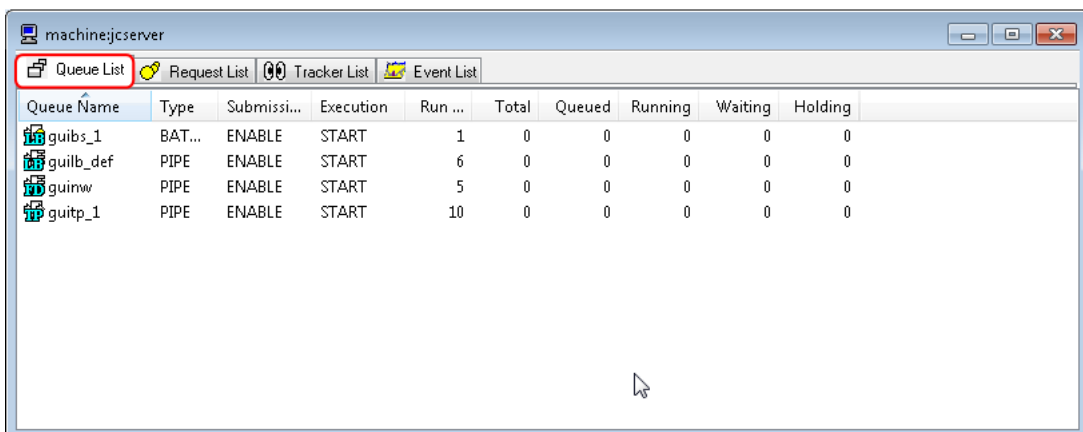 machine:jcserver
Queue List Request List Tracker List Event List
Queue Name Type Submissi... Execution Run ... Total Queued Running Waiting Holding
guibs_1 BAT... ENABLE START 1 0 0 0 0 0
guilb_def PIPE ENABLE START 6 0 0 0 0 0
guinw PIPE ENABLE START 5 0 0 0 0 0
guitp_1 PIPE ENABLE START 10 0 0 0 0 0